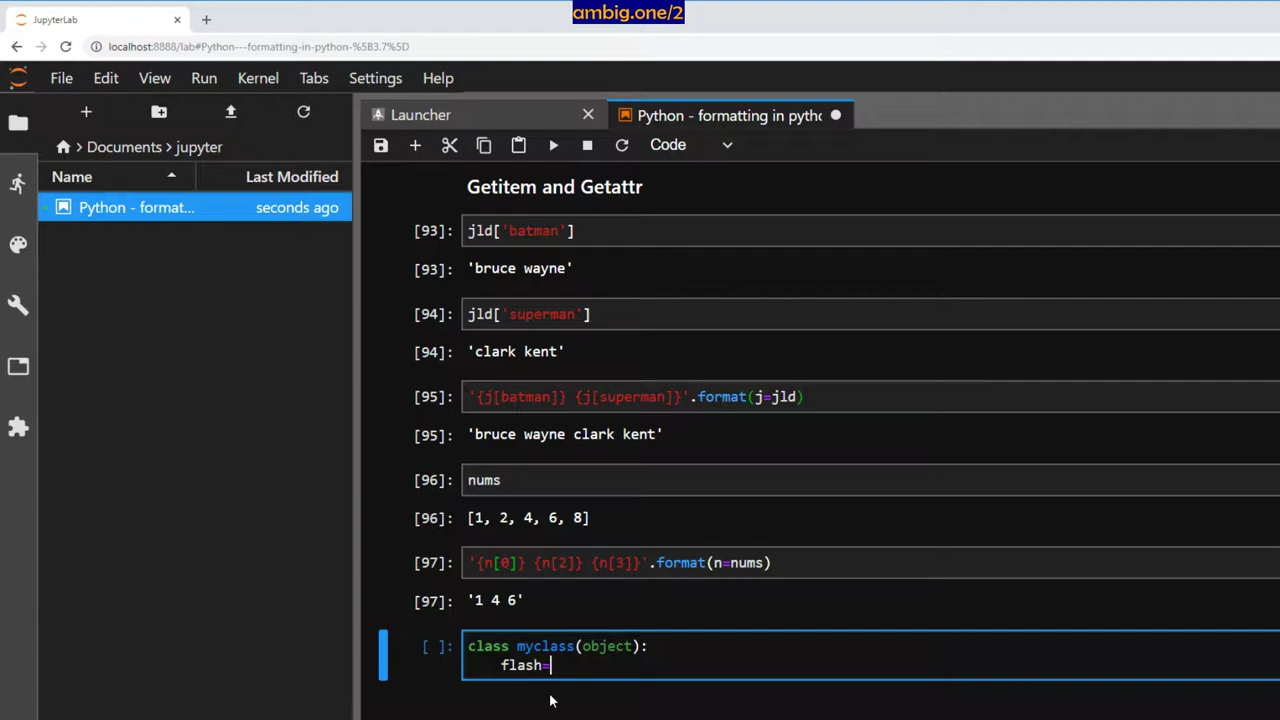 ambig.one/2
JupyterLab
localhost:8888/lab#Python---formatting-in-python-%5B3.7%5D
File Edit View Run Kernel Tabs Settings Help
Launcher
Python - formatting in pytho
Code
Documents > jupyter
Name Last Modified
Python - format... seconds ago
Getitem and Getattr
[93]: jld['batman']
[93]: 'bruce wayne'
[94]: jld['superman']
[94]: 'clark kent'
[95]: '{j[batman]} {j[superman]}'.format(j=jld)
[95]: 'bruce wayne clark kent'
[96]: nums
[96]: [1, 2, 4, 6, 8]
[97]: '{n[0]} {n[2]} {n[3]}'.format(n=nums)
[97]: '1 4 6'
[ ]: class myclass(object):
flash=